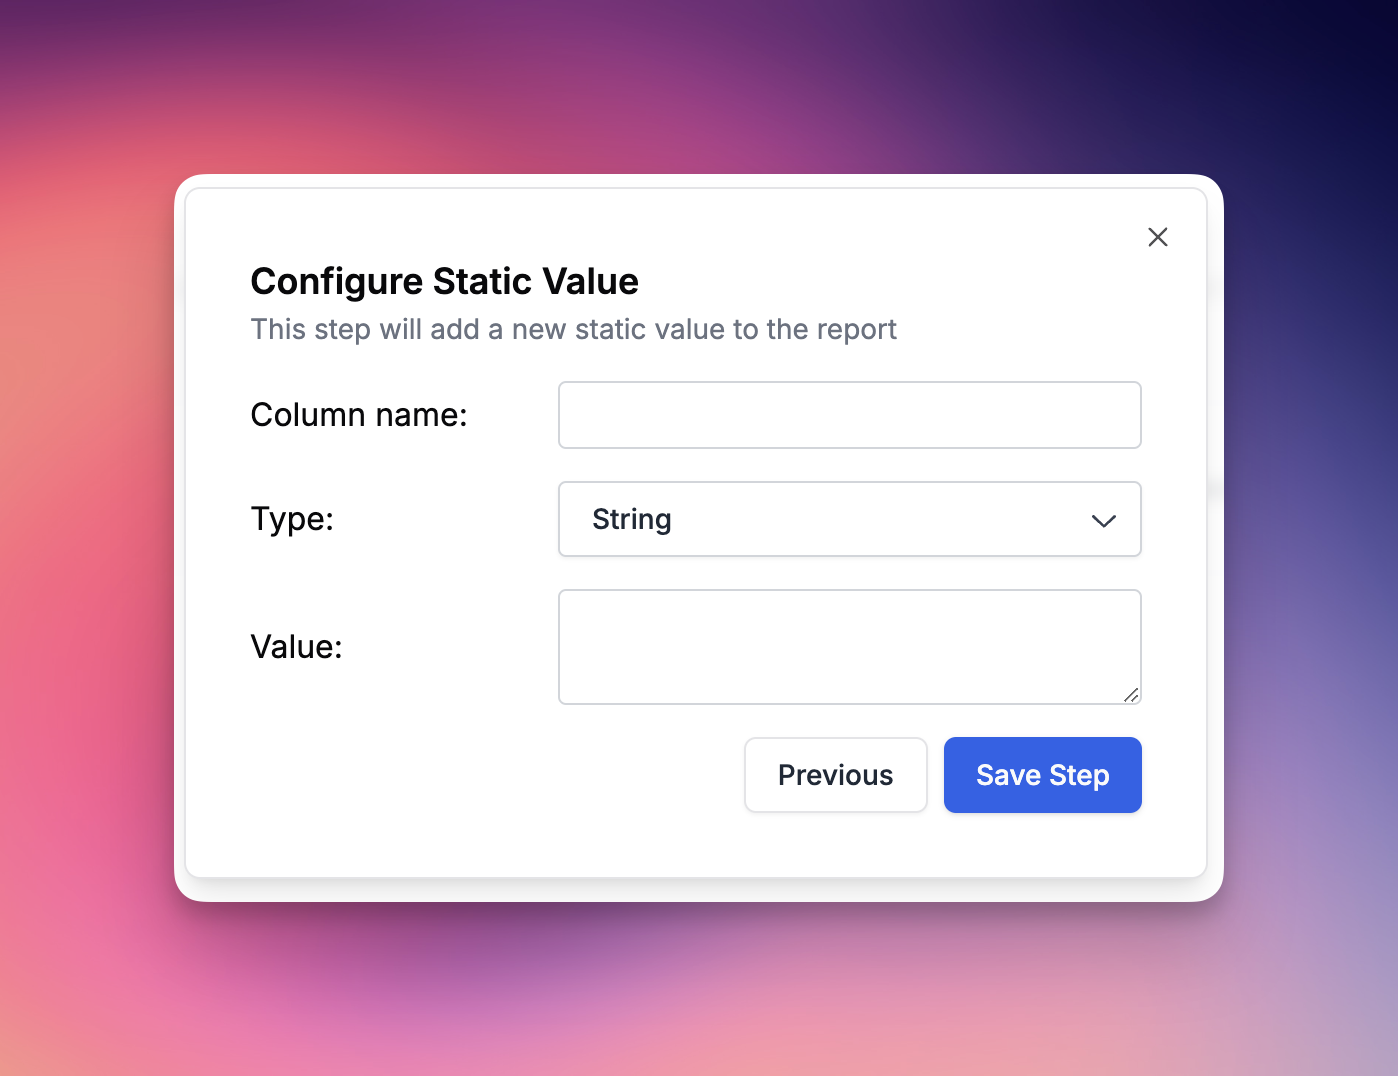 Configure Static Value
This step will add a new static value to the report
Column name:
Type:
String
Value:
Previous
Save Step